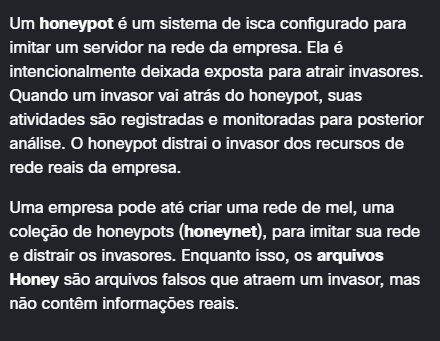 Um honeypot é um sistema de isca configurado para
imitar um servidor na rede da empresa. Ela é
intencionalmente deixada exposta para atrair invasores.
Quando um invasor vai atrás do honeypot, suas
atividades são registradas e monitoradas para posterior
análise. O honeypot distrai o invasor dos recursos de
rede reais da empresa.
Uma empresa pode até criar uma rede de mel, uma
coleção de honeypots (honeynet), para imitar sua rede
e distrair os invasores. Enquanto isso, os arquivos
Honey são arquivos falsos que atraem um invasor, mas
não contêm informações reais.